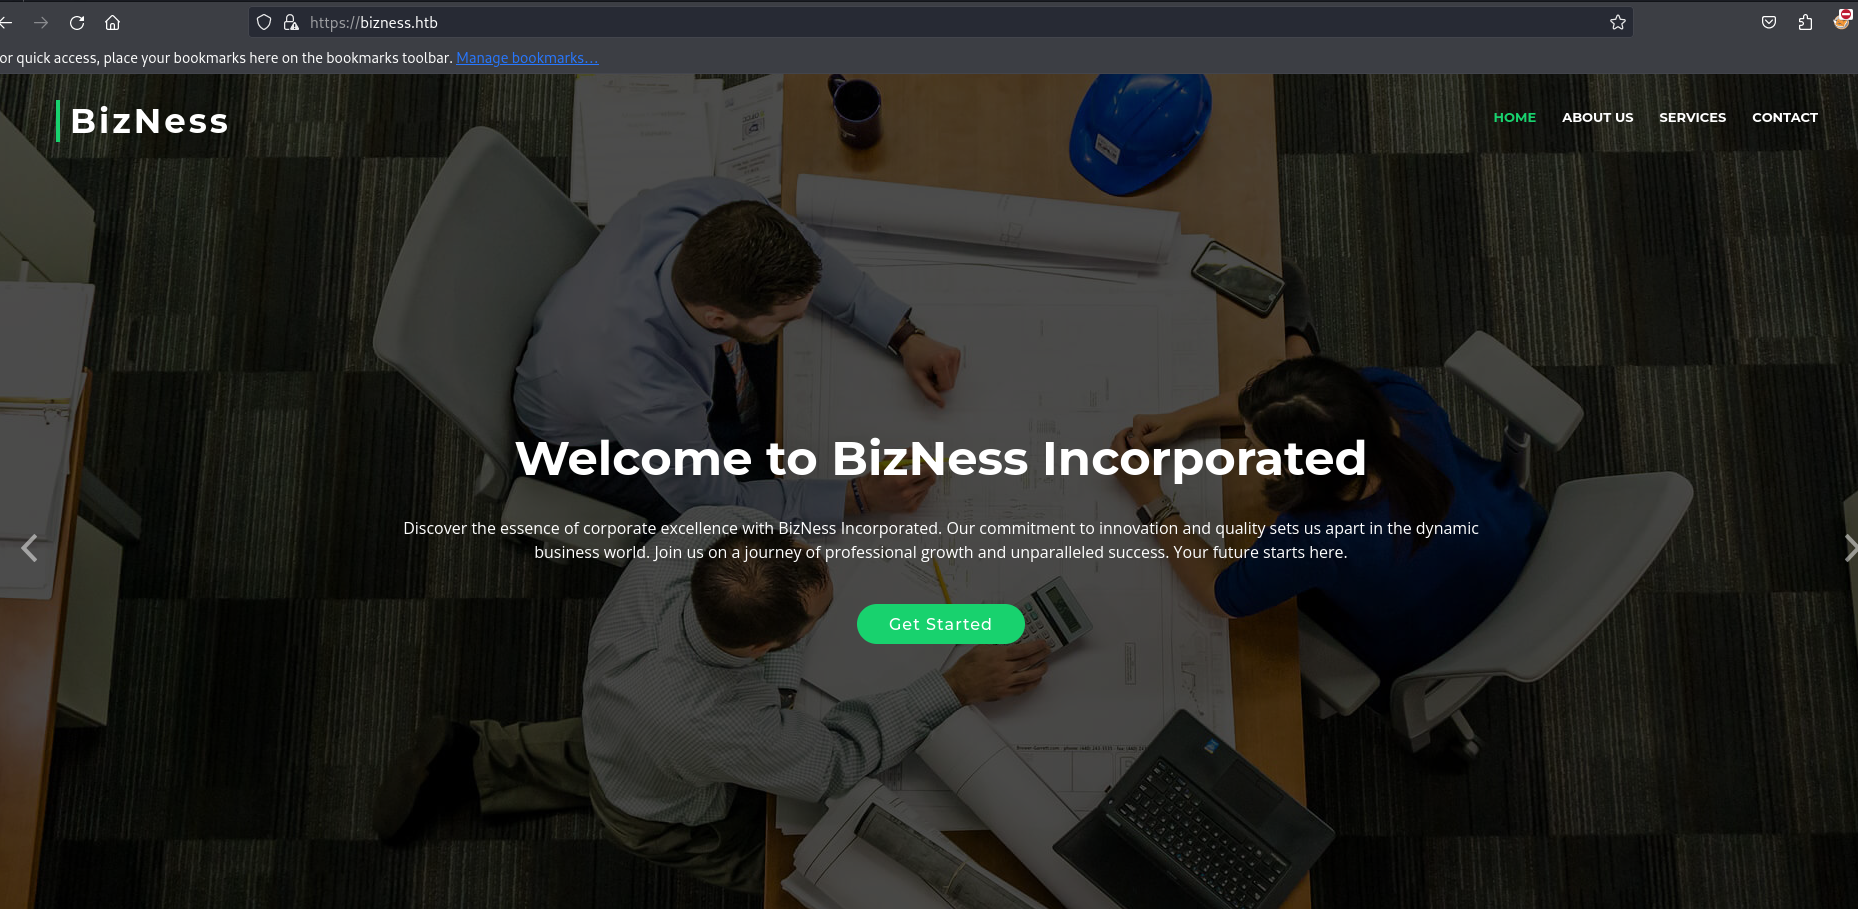 https://bizness.htb
or quick access, place your bookmarks here on the bookmarks toolbar. Manage bookmarks...
BizNess
HOME ABOUT US SERVICES CONTACT
Welcome to BizNess Incorporated
Discover the essence of corporate excellence with BizNess Incorporated. Our commitment to innovation and quality sets us apart in the dynamic
business world. Join us on a journey of professional growth and unparalleled success. Your future starts here.
Get Started